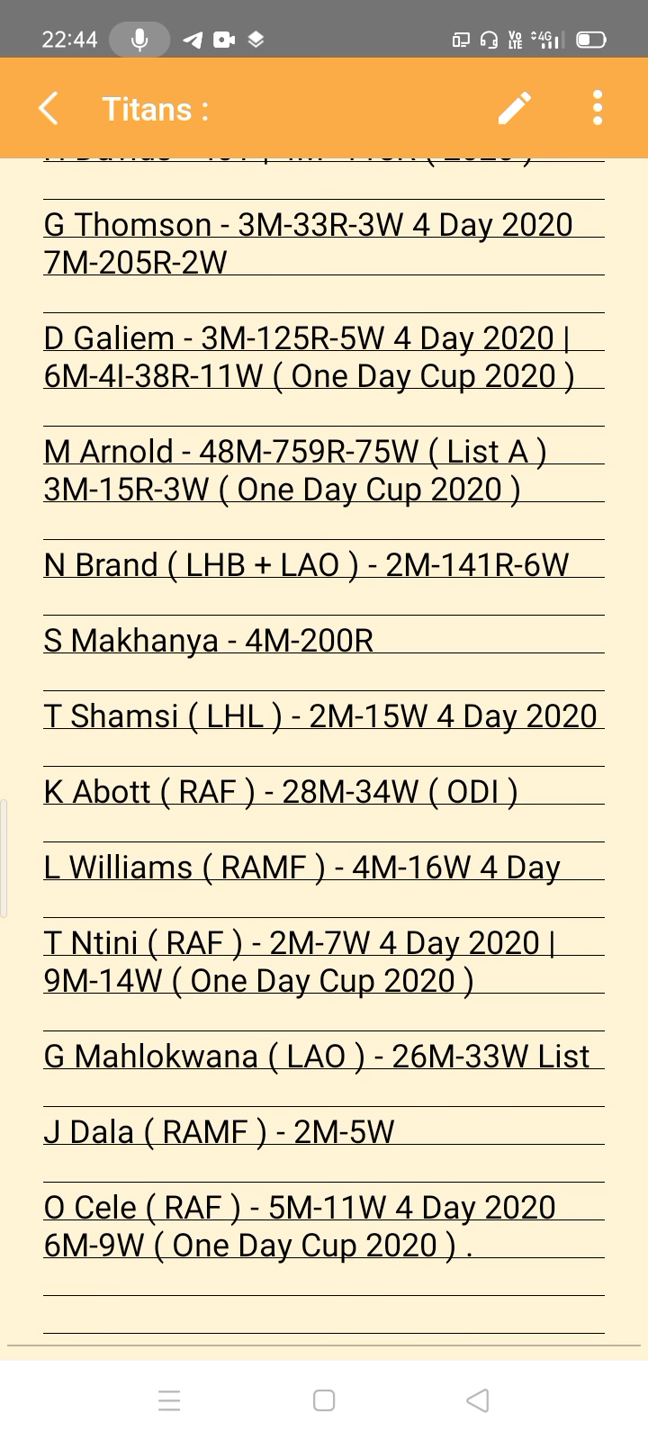 22:44
Vo
LTE
4G
Titans :
G Thomson - 3M-33R-3W 4 Day 2020
7M-205R-2W
D Galiem - 3M-125R-5W 4 Day 2020 |
6M-4I-38R-11W ( One Day Cup 2020 )
M Arnold - 48M-759R-75W ( List A )
3M-15R-3W ( One Day Cup 2020 )
N Brand ( LHB + LAO ) - 2M-141R-6W
S Makhanya - 4M-200R
T Shamsi ( LHL ) - 2M-15W 4 Day 2020
K Abott ( RAF ) - 28M-34W ( ODI )
L Williams ( RAMF ) - 4M-16W 4 Day
T Ntini ( RAF ) - 2M-7W 4 Day 2020 |
9M-14W ( One Day Cup 2020 )
G Mahlokwana ( LAO ) - 26M-33W List
J Dala ( RAMF ) - 2M-5W
O Cele ( RAF ) - 5M-11W 4 Day 2020
6M-9W ( One Day Cup 2020 ) .